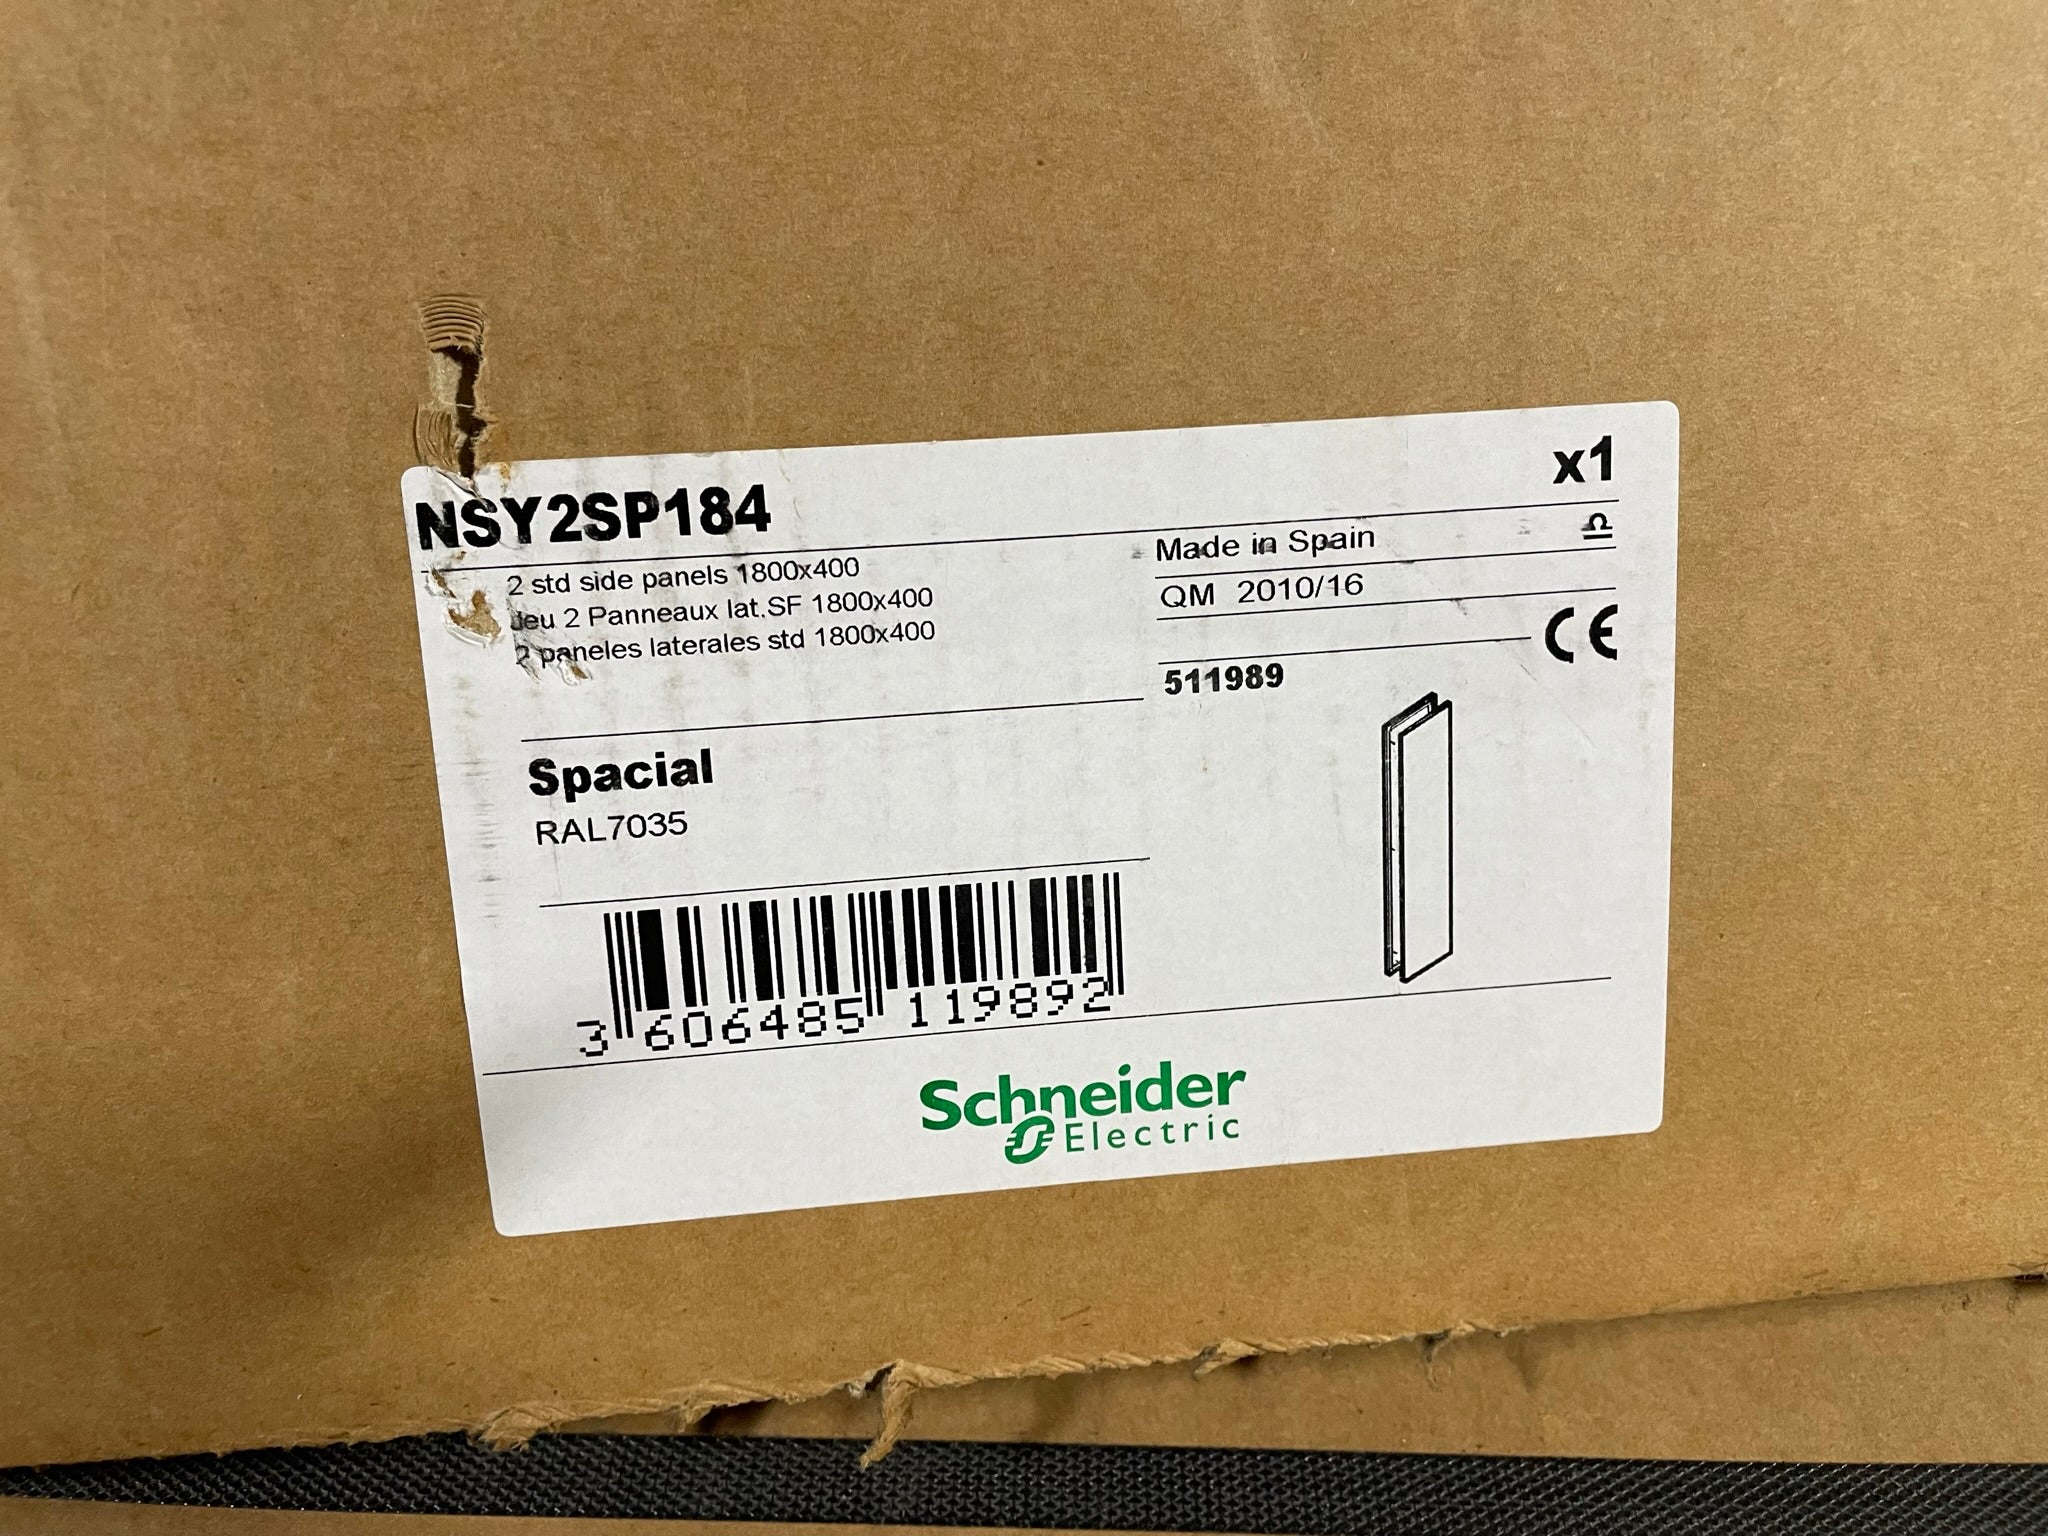 NSY2SP184
x1
2 std side panels 1800x400
Jeu 2 Panneaux lat.SF 1800x400
2 paneles laterales std 1800x400
Made in Spain
QM 2010/16
CE
511989
Spacial
RAL7035
3 606485 119892
Schneider
Electric